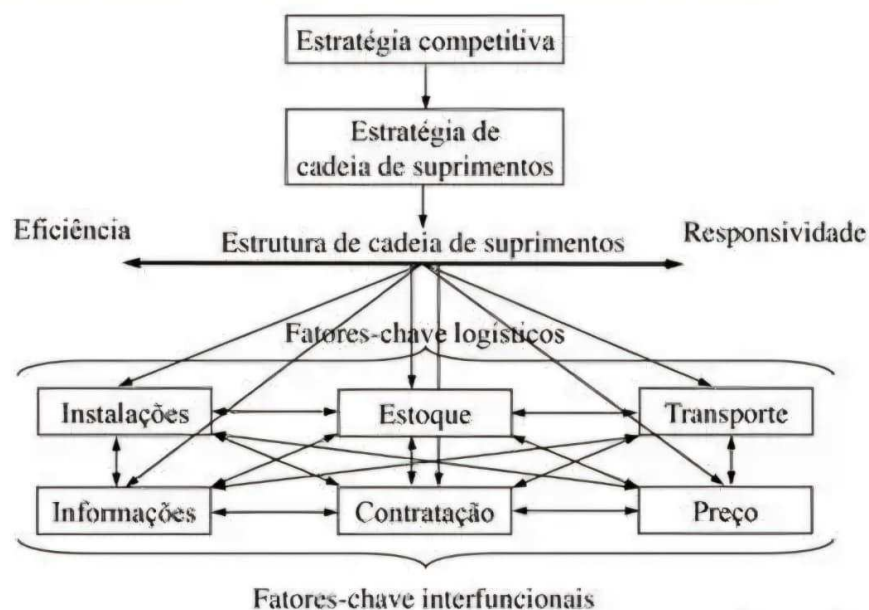 Estratégia competitiva
Estratégia de
cadeia de suprimentos
Eficiência
Estrutura de cadeia de suprimentos
Responsividade
Fatores-chave logísticos
Instalações
Estoque
Transporte
Informações
Contratação
Preço
Fatores-chave interfuncionais